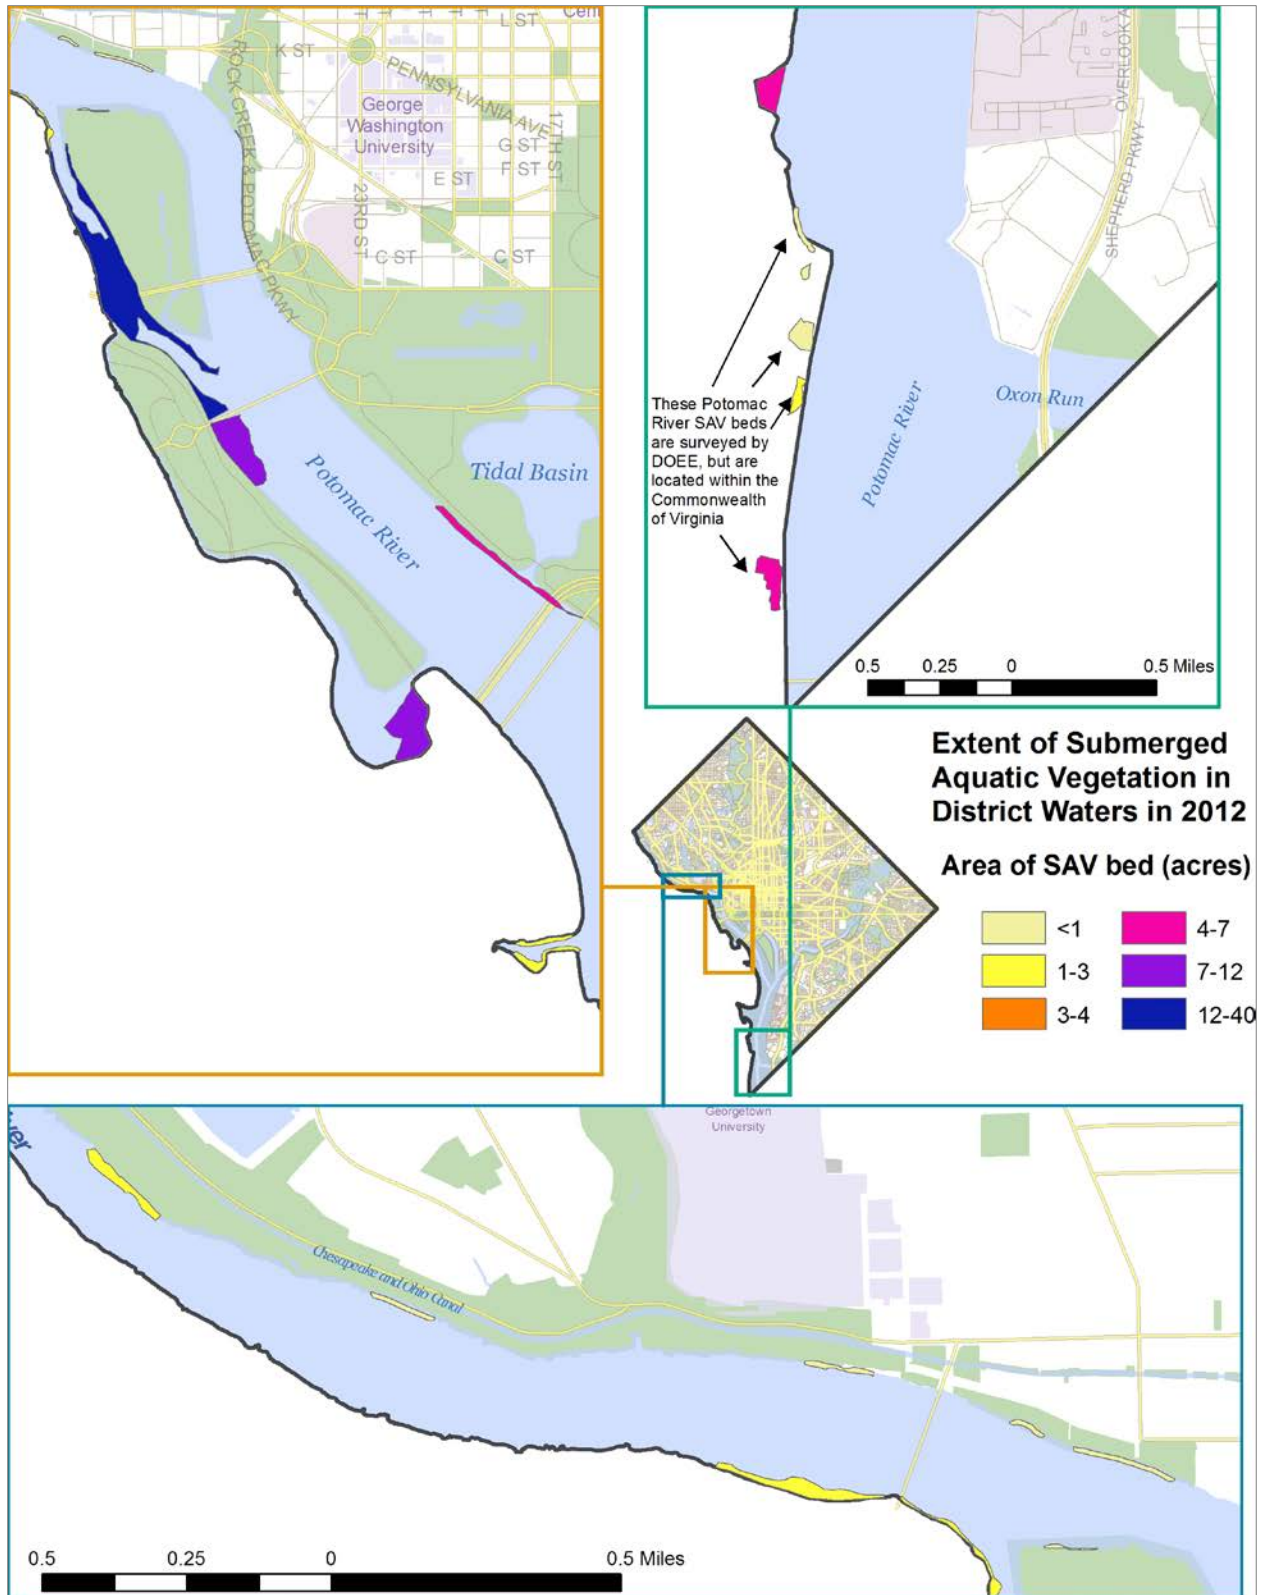 L ST
K ST
PENNSYLVANIA AVE
ROCK CREEK & POTOMAC PKWY
George
Washington
University
17TH ST
G ST
F ST
E ST
23RD ST
C ST
C ST
Potomac River
Tidal Basin
OVERLOOK A
SHEPHERD PKWY
These Potomac
River SAV beds
are surveyed by
DOEE, but are
located within the
Commonwealth
of Virginia
Potomac River
Oxon Run
0.5 0.25 0 0.5 Miles
Extent of Submerged
Aquatic Vegetation in
District Waters in 2012
Area of SAV bed (acres)
<1
1-3
3-4
4-7
7-12
12-40
Georgetown
University
Chesapeake and Ohio Canal
0.5 0.25 0 0.5 Miles